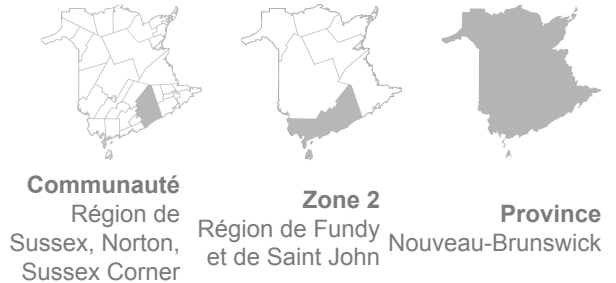 Communauté
Région de
Sussex, Norton,
Sussex Corner
Zone 2
Région de Fundy
et de Saint John
Province
Nouveau-Brunswick